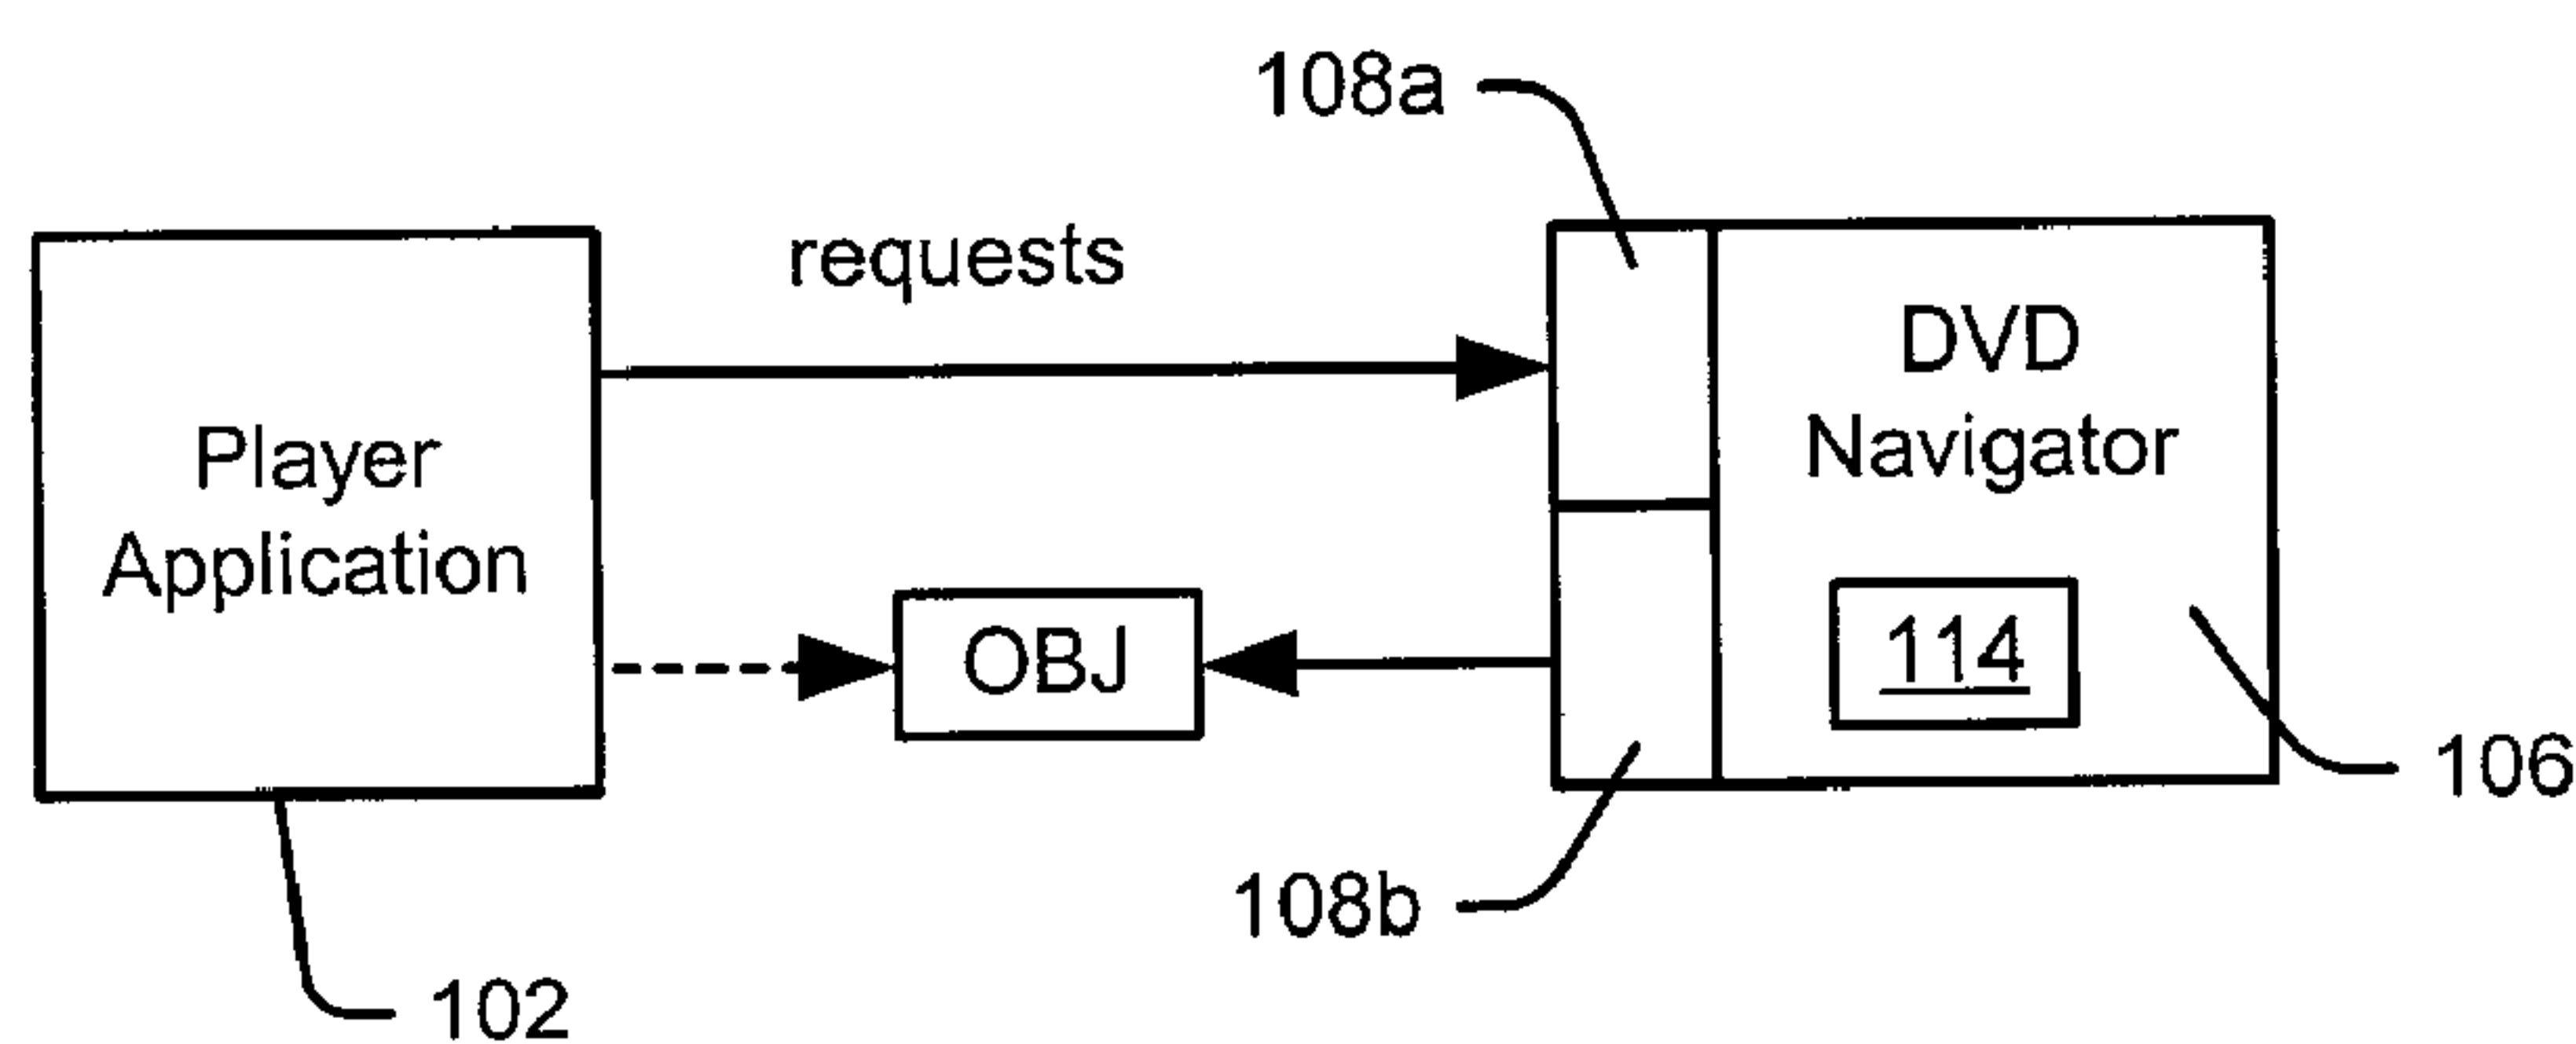 108a
requests
DVD
Navigator
Player
Application
OBJ
114
106
108b
102